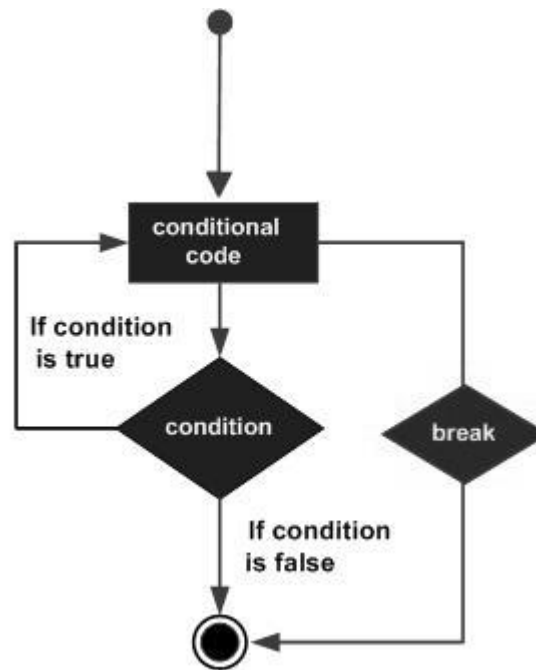 conditional
code
If condition
is true
condition
break
If condition
is false